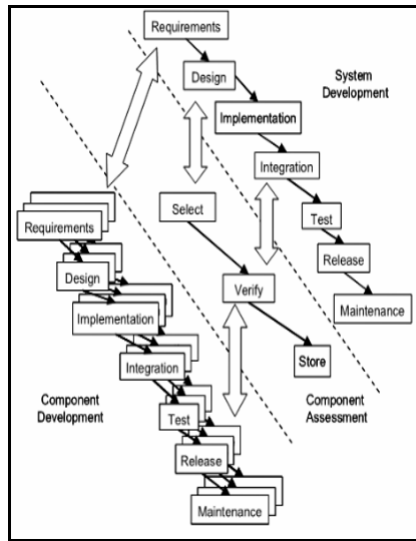 Requirements
Design
System
Development
Implementation
Integration
Select
Test
Requirements
Release
Design
Verify
Maintenance
Implementation
Store
Integration
Component
Development
Component
Assessment
Test
Release
Maintenance